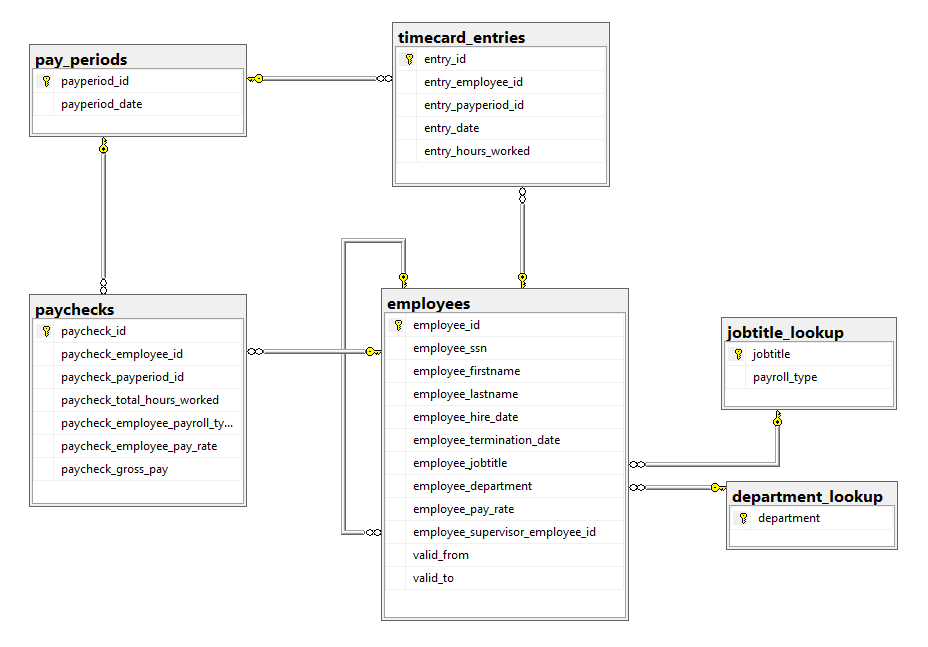 pay_periods
payperiod_id
payperiod_date
timecard_entries
entry_id
entry_employee_id
entry_payperiod_id
entry_date
entry_hours_worked
paychecks
paycheck_id
paycheck_employee_id
paycheck_payperiod_id
paycheck_total_hours_worked
paycheck_employee_payroll_ty...
paycheck_employee_pay_rate
paycheck_gross_pay
employees
employee_id
employee_ssn
employee_firstname
employee_lastname
employee_hire_date
employee_termination_date
employee_jobtitle
employee_department
employee_pay_rate
employee_supervisor_employee_id
valid_from
valid_to
jobtitle_lookup
jobtitle
payroll_type
department_lookup
department